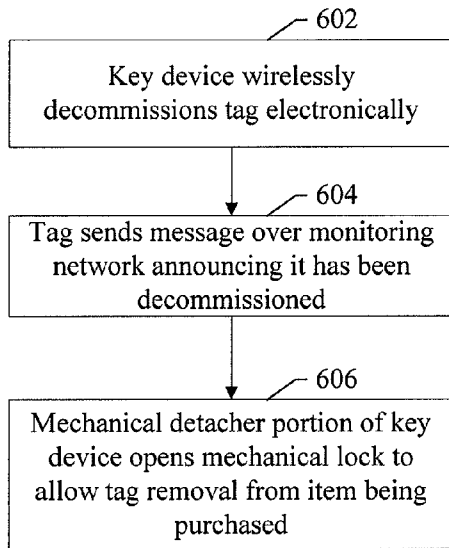 602
Key device wirelessly
decommissions tag electronically
604
Tag sends message over monitoring
network announcing it has been
decommissioned
606
Mechanical detacher portion of key
device opens mechanical lock to
allow tag removal from item being
purchased